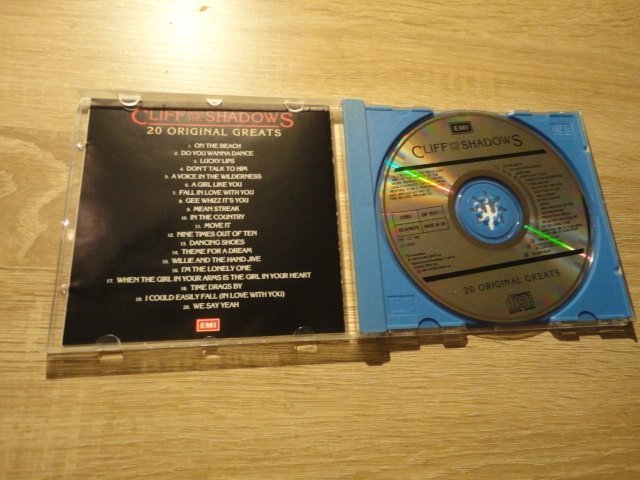 CLIFF AND THE SHADOWS
20 ORIGINAL GREATS
1. ON THE BEACH
2. DO YOU WANNA DANCE
3. LUCKY LIPS
4. DON'T TALK TO HIM
5. A VOICE IN THE WILDERNESS
6. A GIRL LIKE YOU
7. FALL IN LOVE WITH YOU
8. GEE WHIZZ IT'S YOU
9. MEAN STREAK
10. IN THE COUNTRY
11. MOVE IT
12. NINE TIMES OUT OF TEN
13. DANCING SHOES
14. THEME FOR A DREAM
15. WILLIE AND THE HAND JIVE
16. I'M THE LONELY ONE
17. WHEN THE GIRL IN YOUR ARMS IS THE GIRL IN YOUR HEART
18. TIME DRAGS BY
19. I COULD EASILY FALL (IN LOVE WITH YOU)
20. WE SAY YEAH
EMI
EMI
CLIFF AND THE SHADOWS
STEREO
20 ORIGINAL GREATS